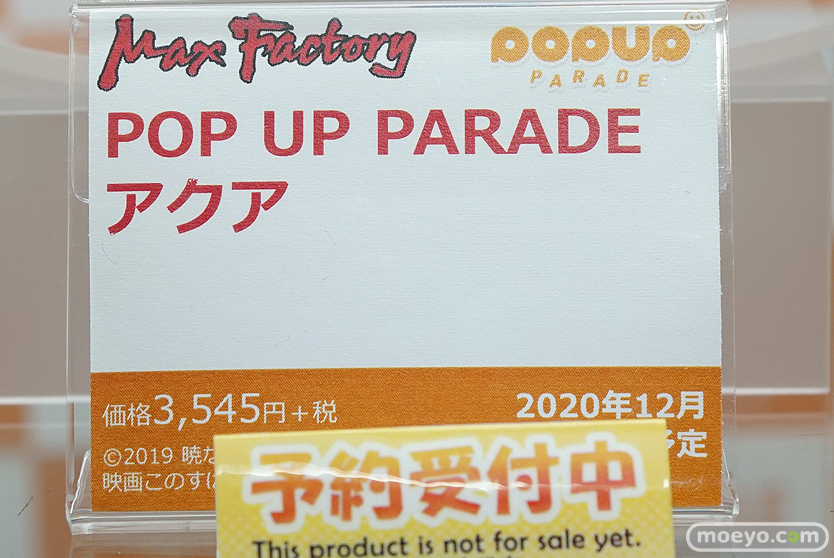 Max Factory
POPUP
PARADE
POP UP PARADE
アクア
価格3,545円+税
2020年12月
予定
©2019 暁な
映画このすば
予約受付中
This product is not for sale yet.
moeyo.com